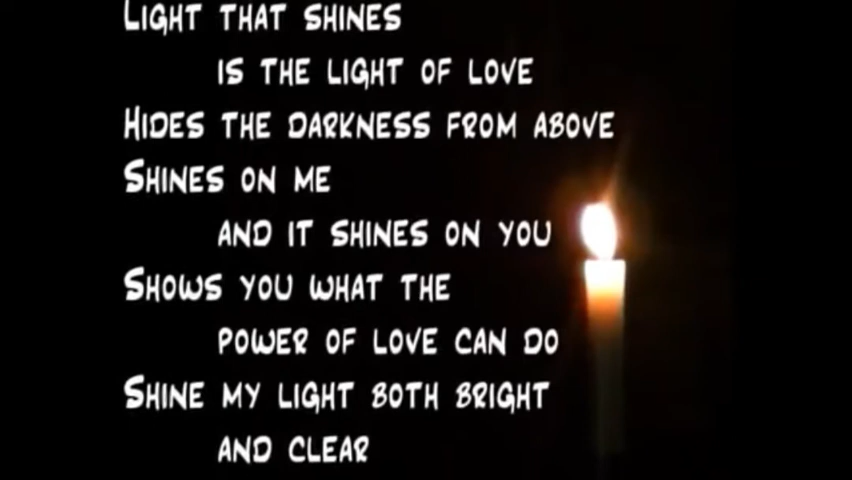 Light that shines
is the light of love
Hides the darkness from above
Shines on me
and it shines on you
Shows you what the
power of love can do
Shine my light both bright
and clear